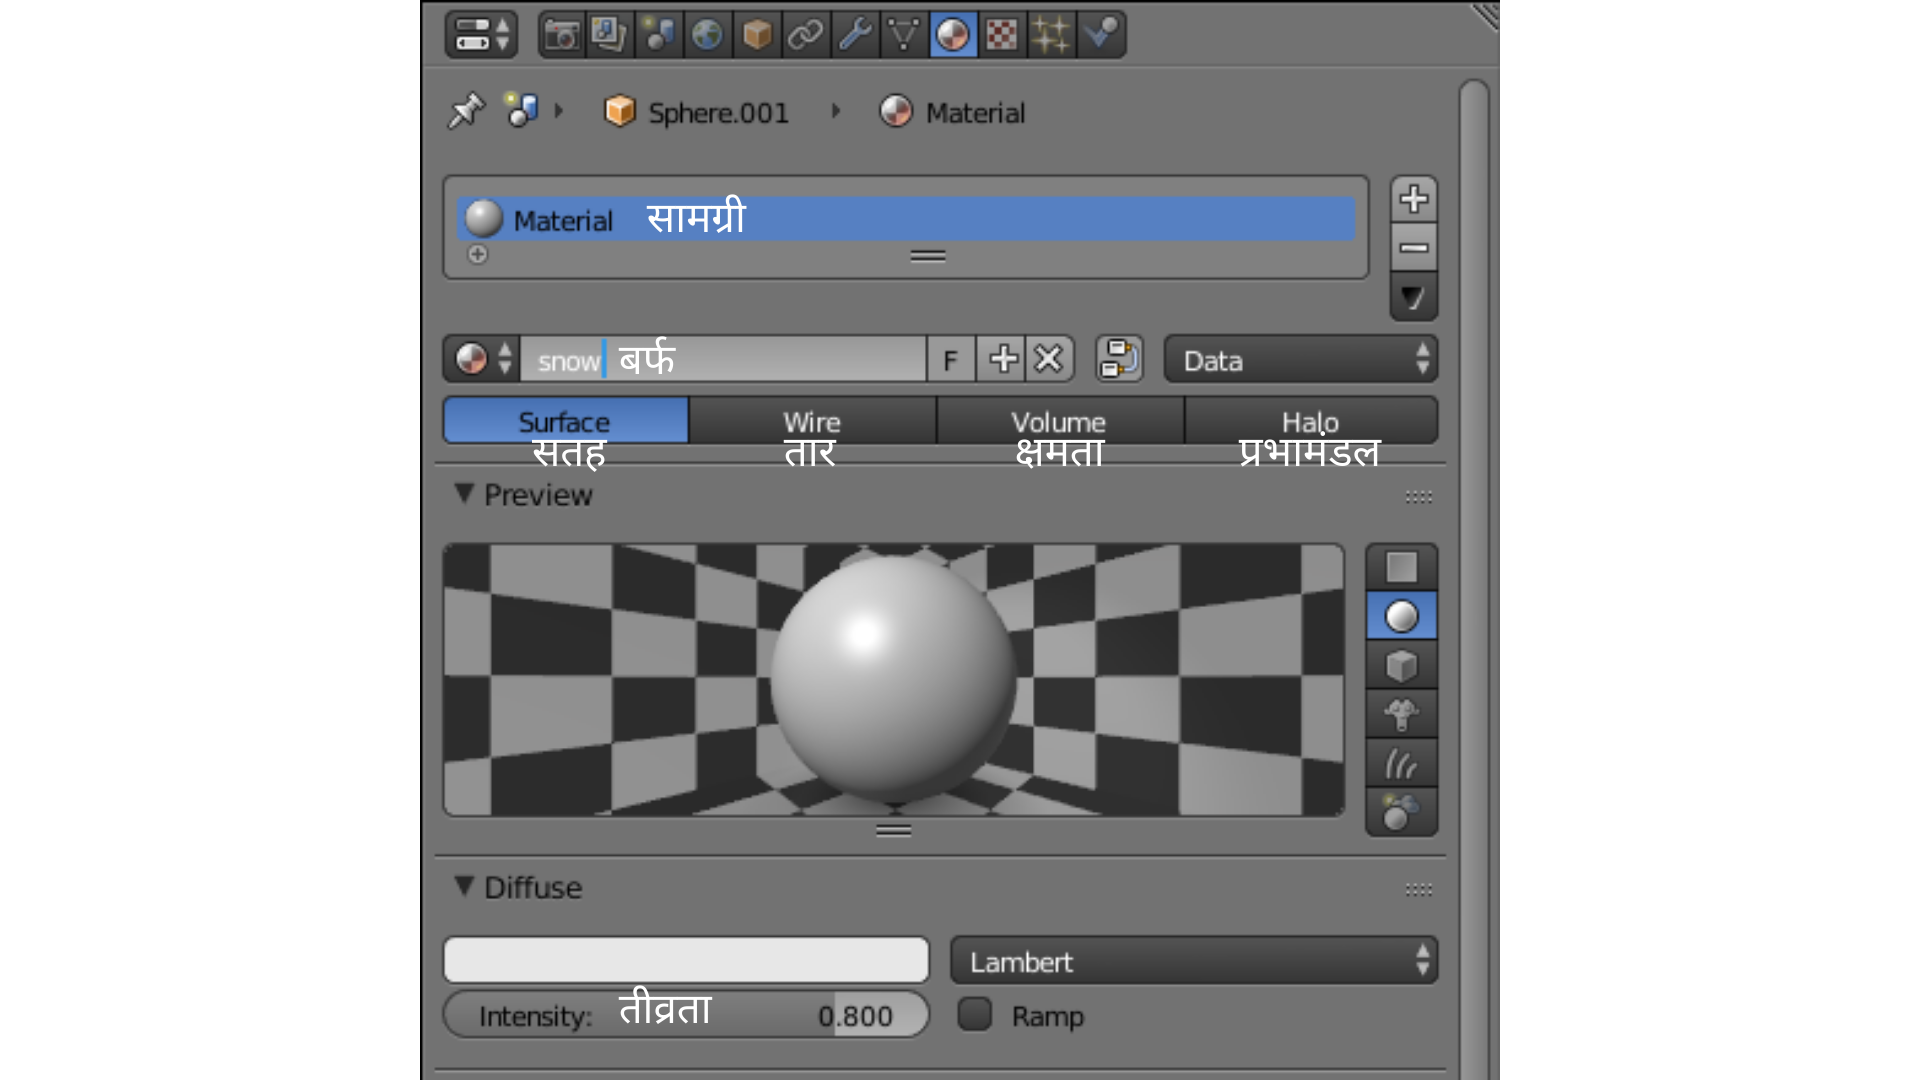 Sphere.001 Material
Material सामग्री
snow बर्फ F Data
Surface Wire Volume Halo
सतह तार क्षमता प्रभामंडल
Preview
Diffuse
Lambert
Intensity: तीव्रता 0.800 Ramp